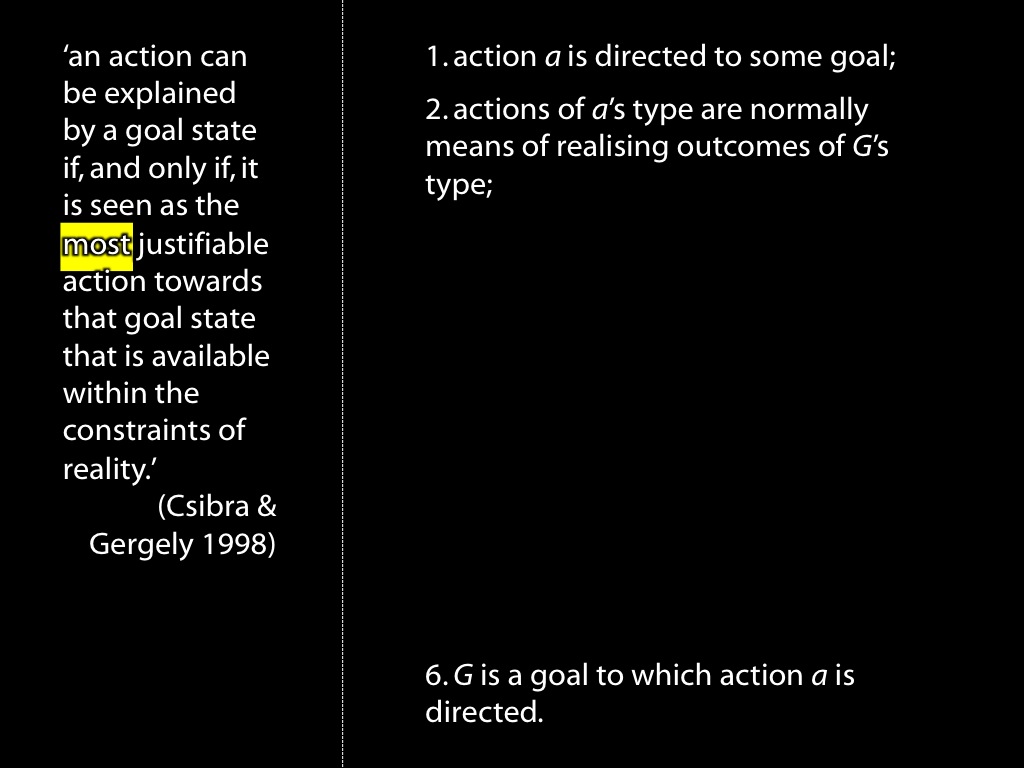 ‘an action can
be explained
by a goal state
if, and only if, it
is seen as the
most justifiable
action towards
that goal state
that is available
within the
constraints of
reality.’
(Csibra &
Gergely 1998)
1. action a is directed to some goal;
2. actions of a’s type are normally
means of realising outcomes of G’s
type;
6. G is a goal to which action a is
directed.